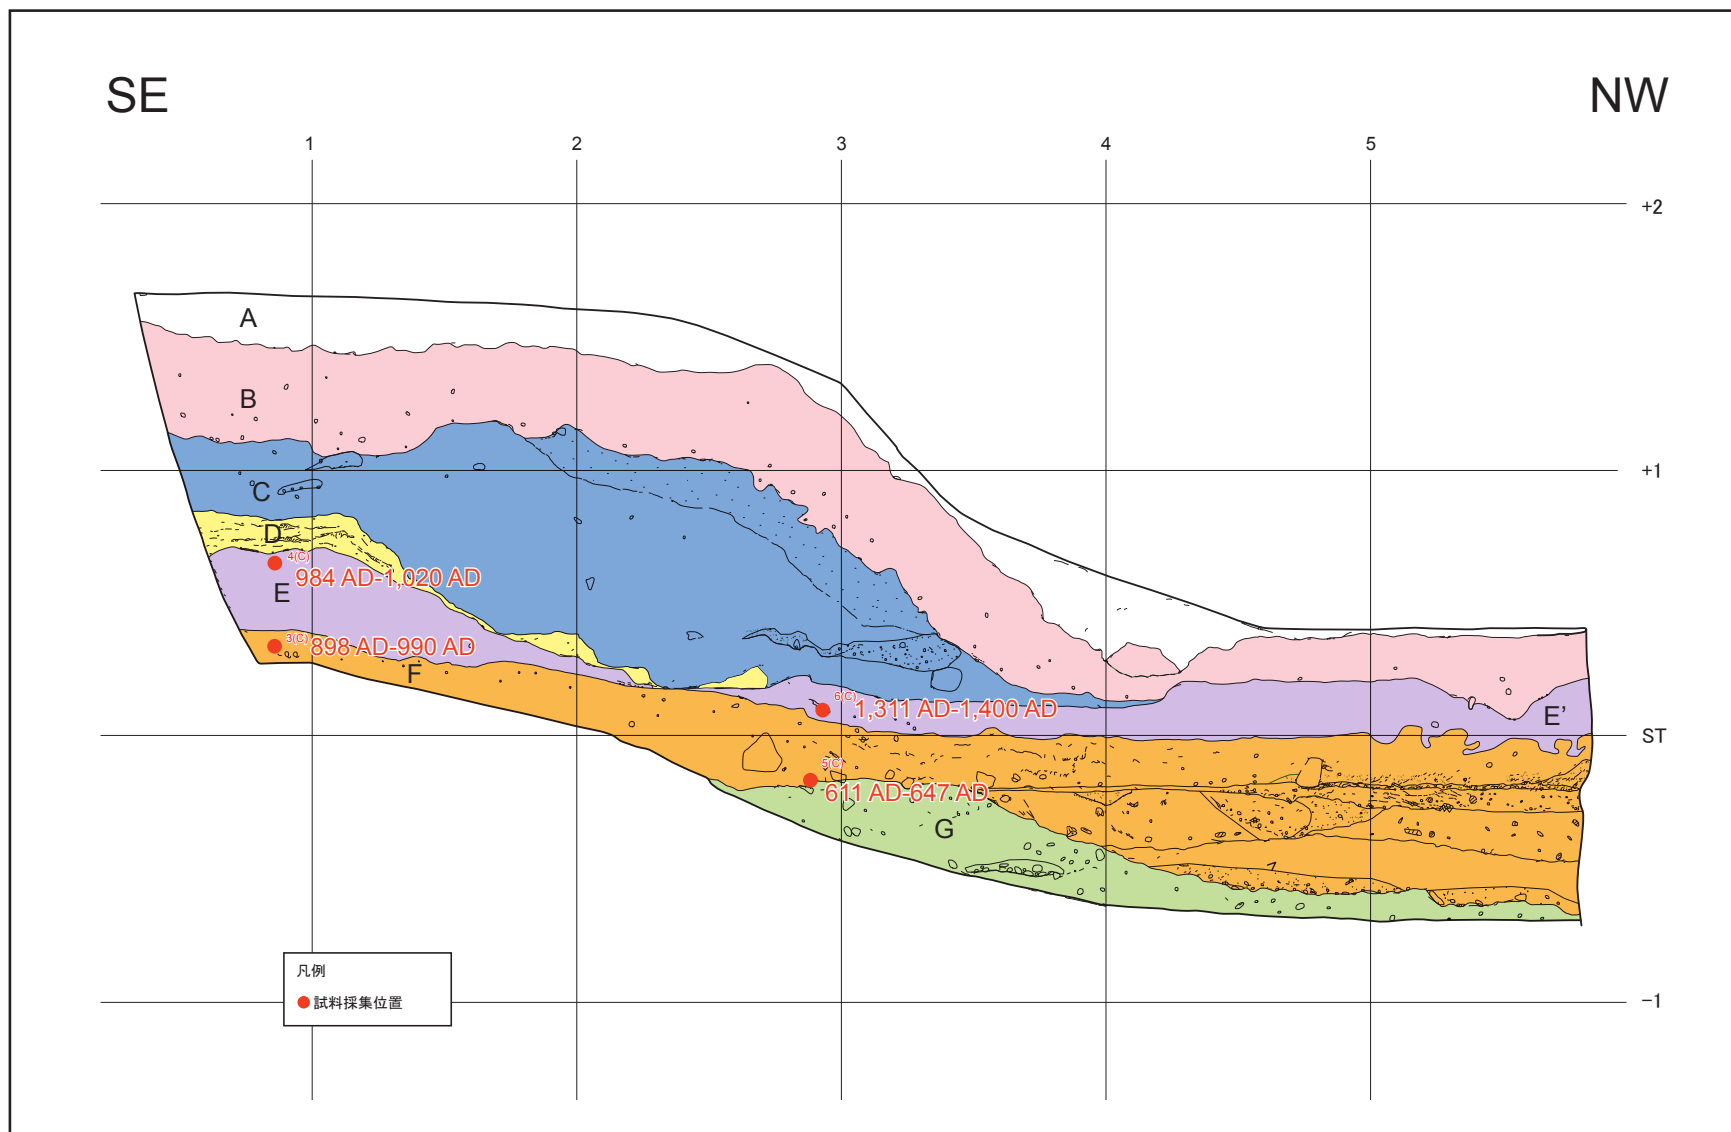 SE
NW
1 2 3 4 5
+2
A
B
+1
C
D
4(C)
984 AD-1,020 AD
E
3(C) 898 AD-990 AD
F
6(C)
1,311 AD-1,400 AD
E’
ST
5(C)
611 AD-647 AD
G
凡例
試料採集位置
-1